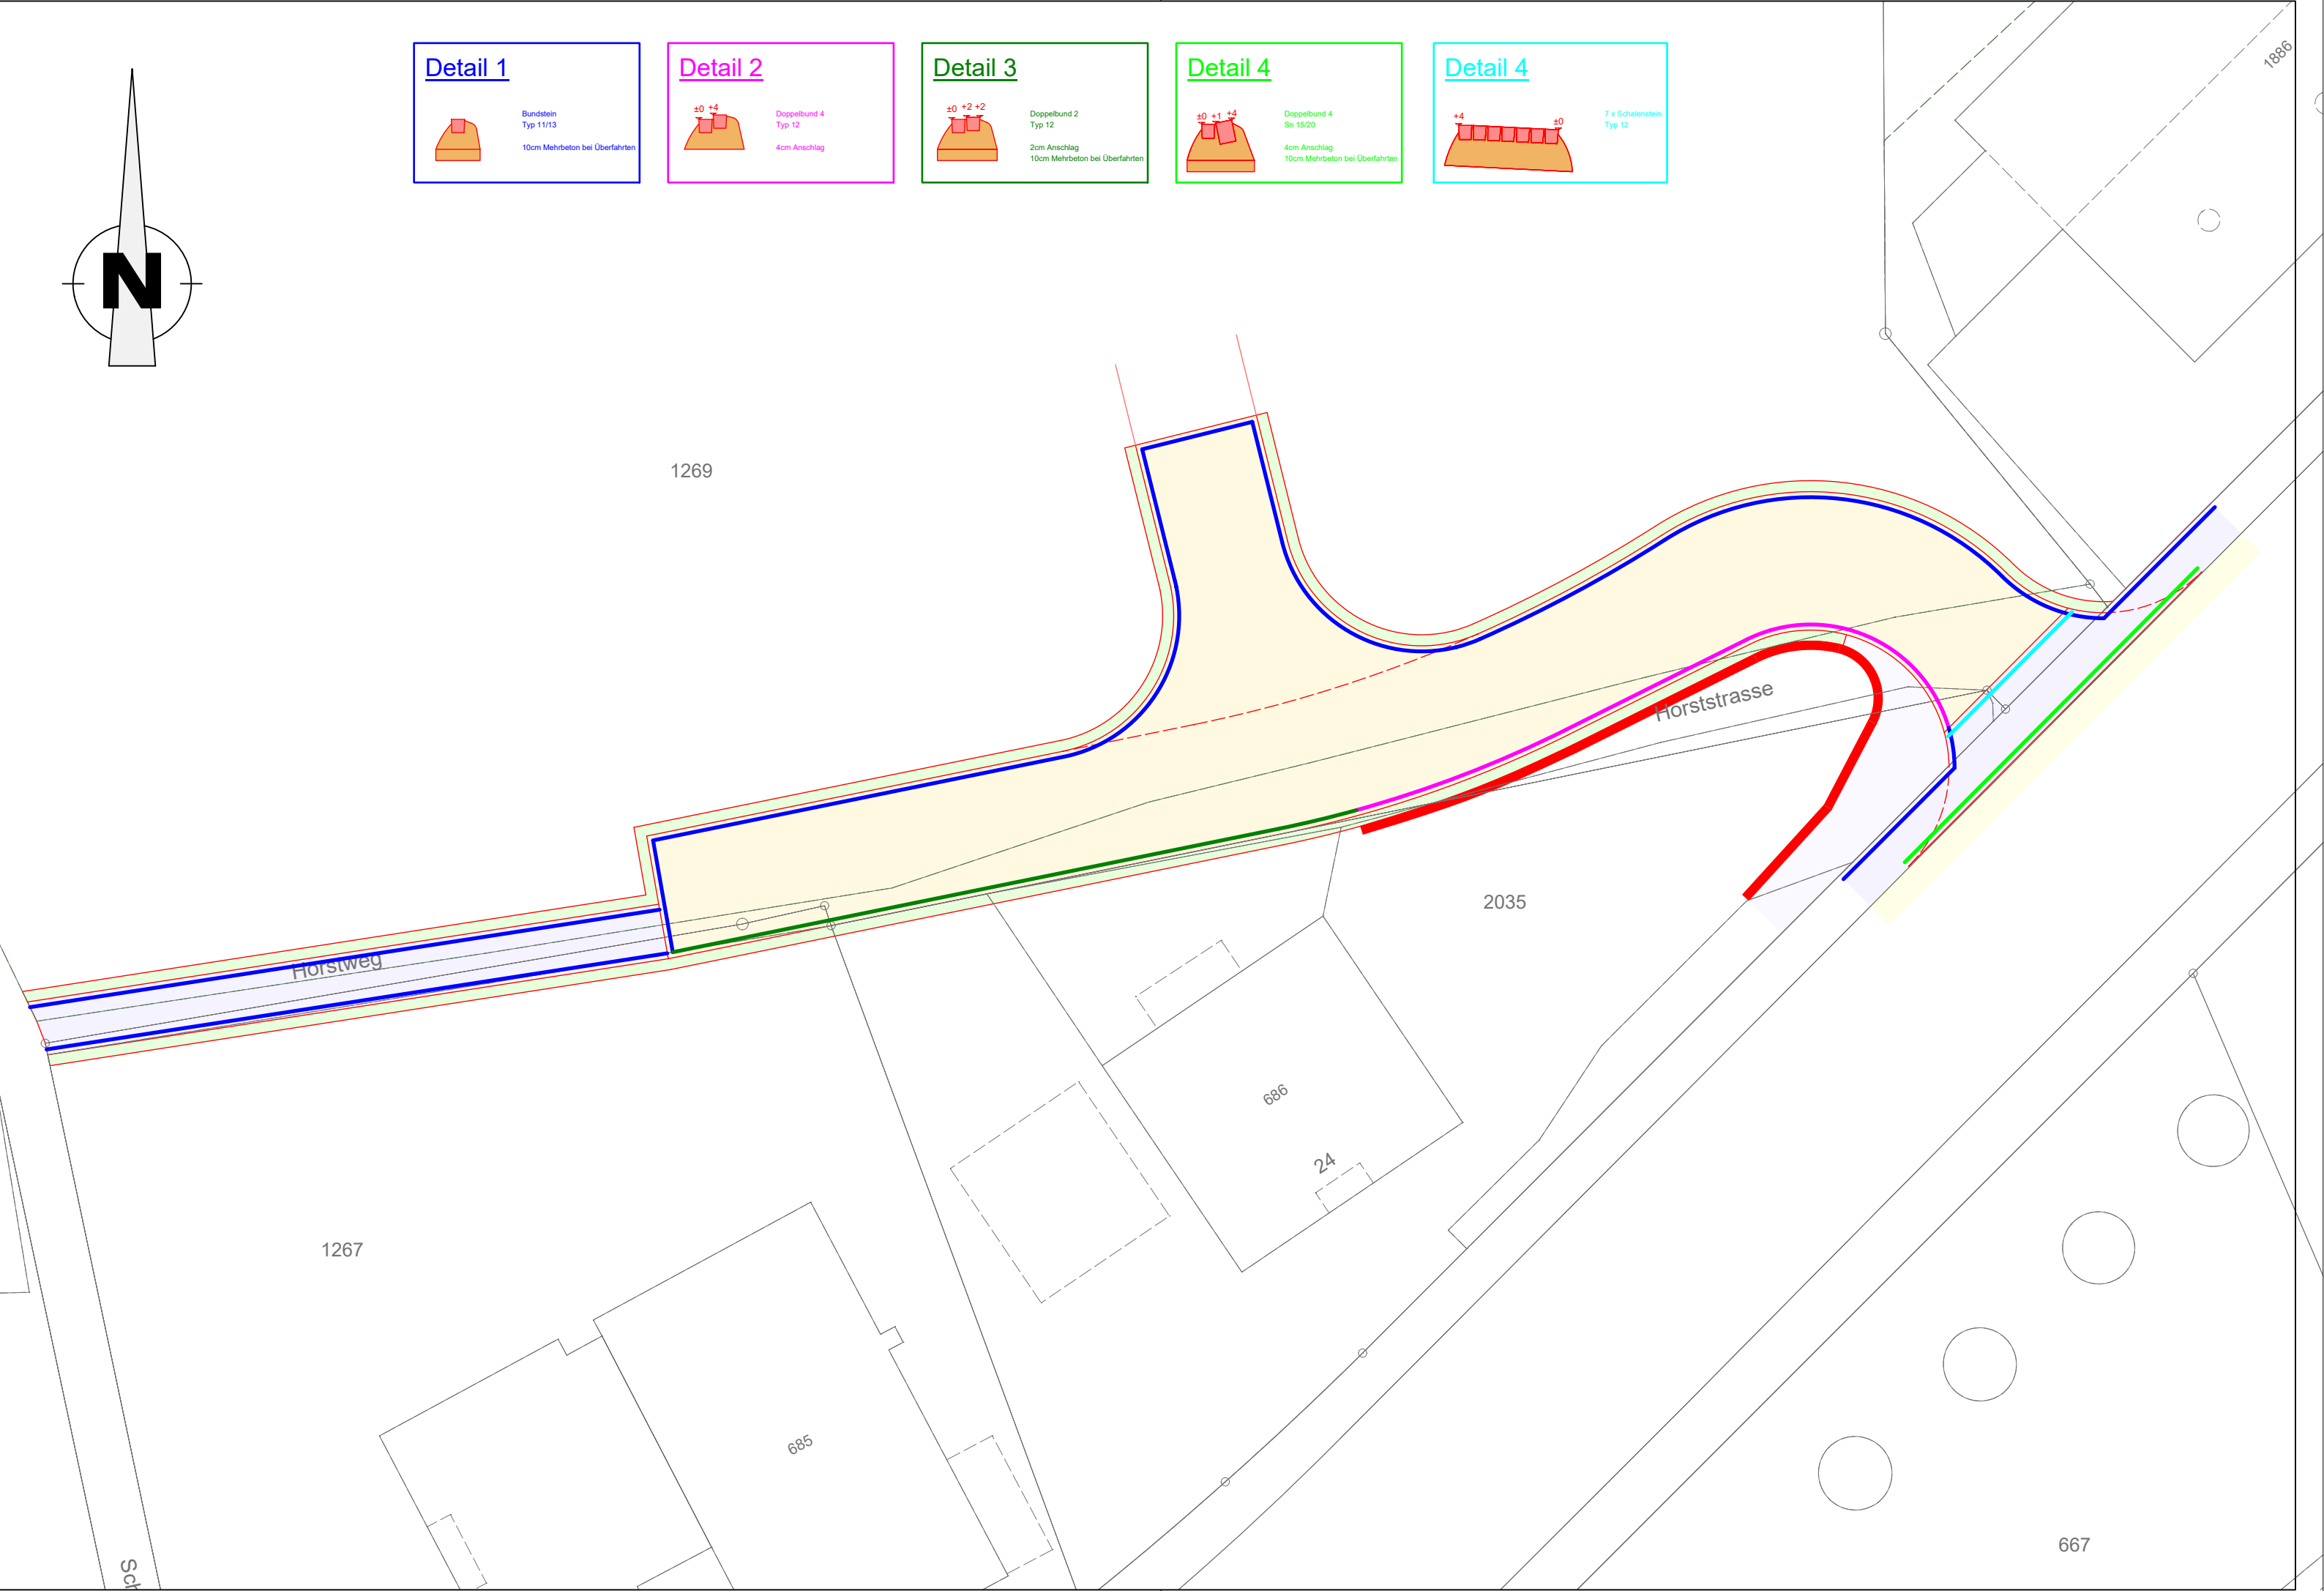 Detail 1
Bundstein
Typ 11/13
10cm Mehrbeton bei Überfahrten
Detail 2
±0 +4
Doppelbund 4
Typ 12
4cm Anschlag
Detail 3
±0 +2 +2
Doppelbund 2
Typ 12
2cm Anschlag
10cm Mehrbeton bei Überfahrten
Detail 4
±0 +1 +4
Doppelbund 4
Sn 15/20
4cm Anschlag
10cm Mehrbeton bei Überfahrten
Detail 4
+4 ±0
7 x Schalenstein
Typ 12
1886
N
1269
Horststrasse
2035
Horstweg
686
24
1267
685
667
Sch